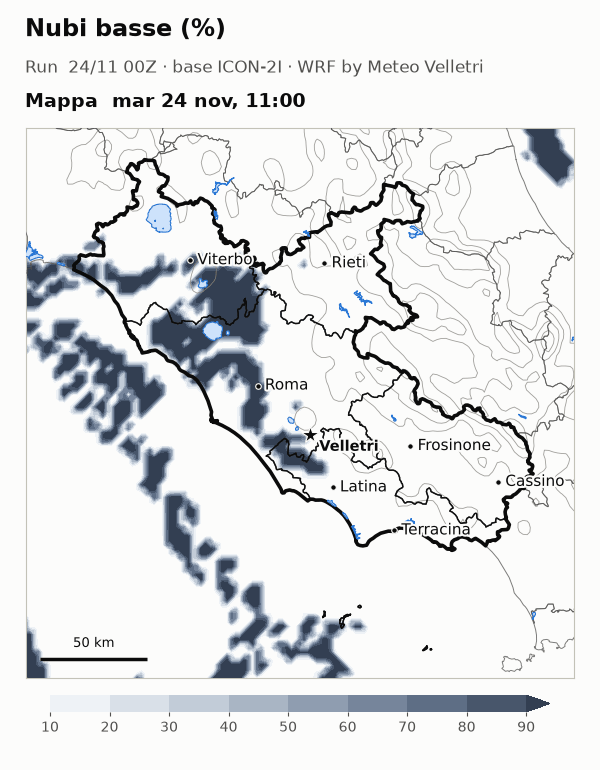 Nubi basse (%)
Run  24/11 00Z · base ICON-2I · WRF by Meteo Velletri
Mappa  mar 24 nov, 11:00
Viterbo
Rieti
Roma
Velletri
Frosinone
Cassino
Latina
Terracina
50 km
10 20 30 40 50 60 70 80 90